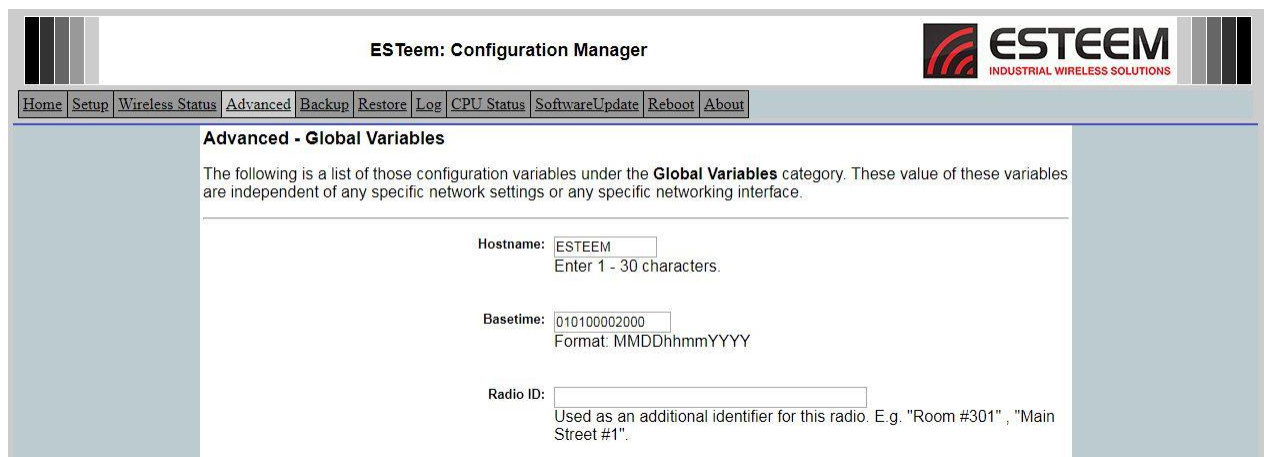 ESTeem: Configuration Manager
ESTEEM
INDUSTRIAL WIRELESS SOLUTIONS
Home Setup Wireless Status Advanced Backup Restore Log CPU Status SoftwareUpdate Reboot About
Advanced - Global Variables
The following is a list of those configuration variables under the Global Variables category. These value of these variables
are independent of any specific network settings or any specific networking interface.
Hostname: ESTEEM
Enter 1 - 30 characters.
Basetime: 010100002000
Format: MMDDhhmmYYYY
Radio ID:
Used as an additional identifier for this radio. E.g. "Room #301" , "Main
Street #1".